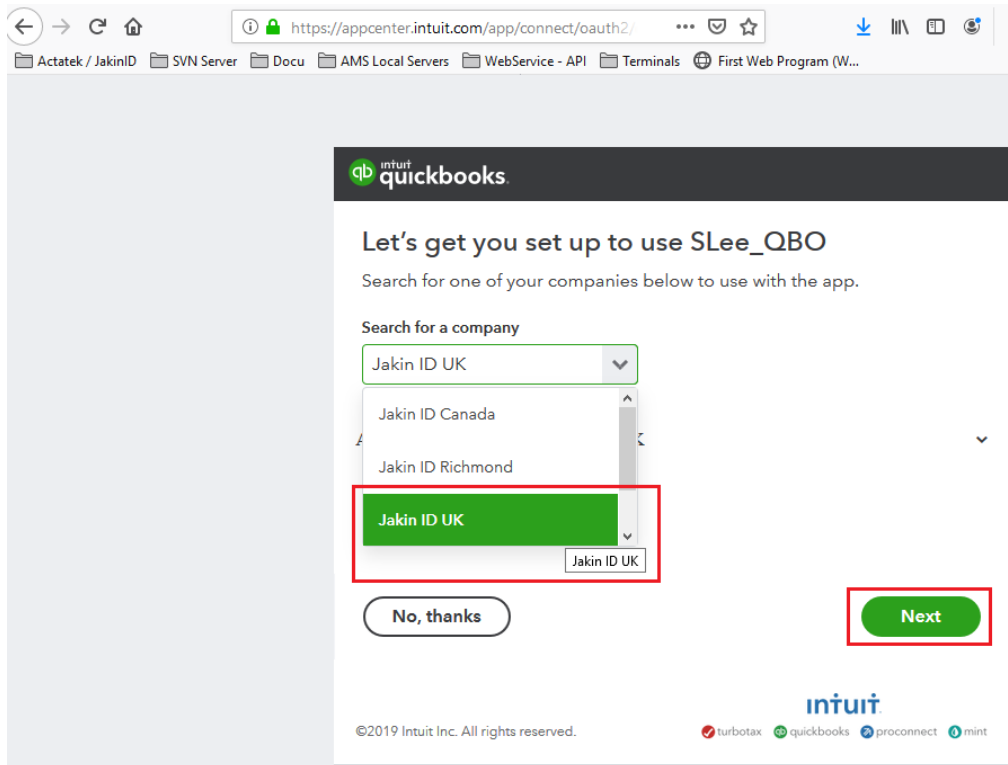 https://appcenter.intuit.com/app/connect/oauth2/
Actatek / JakinID SVN Server Docu AMS Local Servers WebService - API Terminals First Web Program (W...
qb intuit quickbooks.
Let's get you set up to use SLee_QBO
Search for one of your companies below to use with the app.
Search for a company
Jakin ID UK
Jakin ID Canada
Jakin ID Richmond
Jakin ID UK
Jakin ID UK
No, thanks
Next
intuit
©2019 Intuit Inc. All rights reserved.
turbotax qb quickbooks proconnect mint